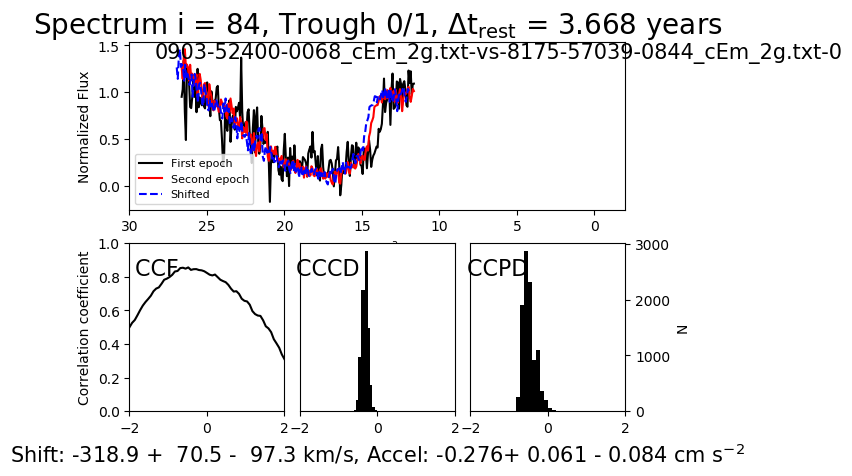 Spectrum i = 84, Trough 0/1, Δt_rest = 3.668 years
0903-52400-0068_cEm_2g.txt-vs-8175-57039-0844_cEm_2g.txt-0
1.5
1.0
0.5
0.0
Normalized Flux
First epoch
Second epoch
Shifted
30 25 20 15 10 5 0
1.0
0.8
0.6
0.4
0.2
0.0
Correlation coefficient
CCF
CCCD
CCPD
3000
2000
1000
0
N
−2 0 2
−2 0 2
−2 0 2
Shift: -318.9 + 70.5 - 97.3 km/s, Accel: -0.276+ 0.061 - 0.084 cm s⁻²